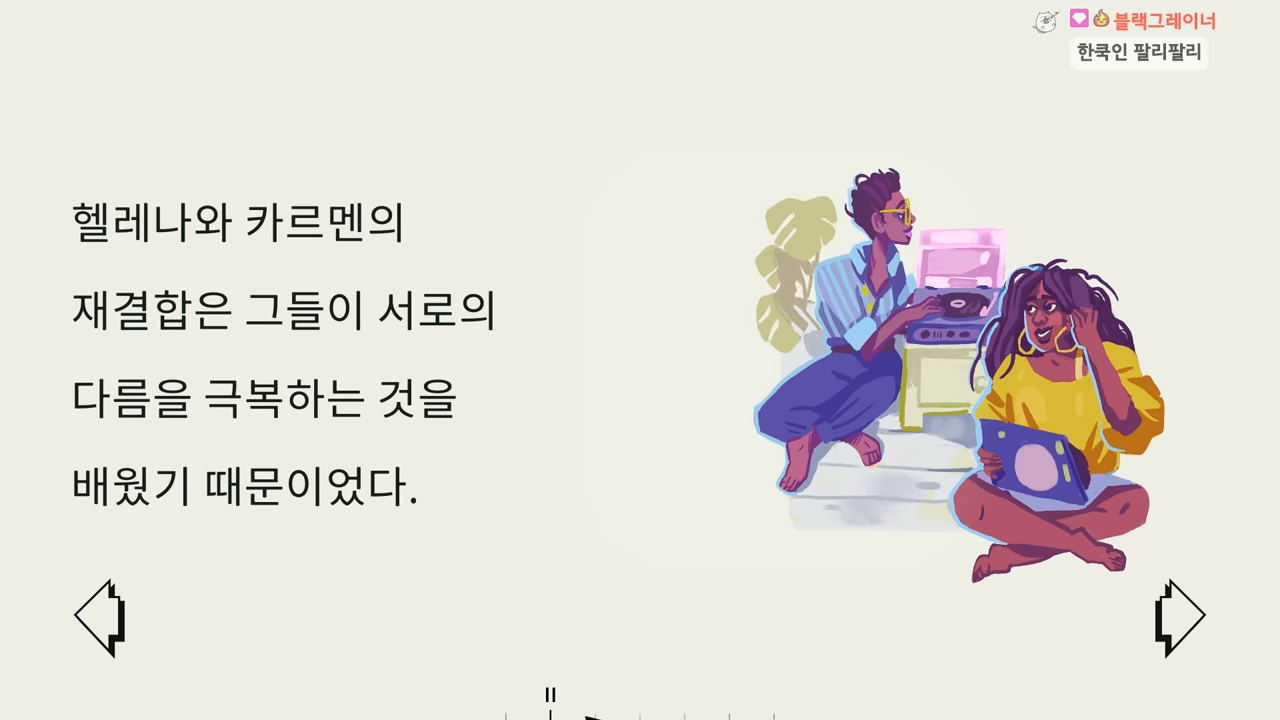 블랙그레이너
한쿡인 팔리팔리
헬레나와 카르멘의
재결합은 그들이 서로의
다름을 극복하는 것을
배웠기 때문이었다.